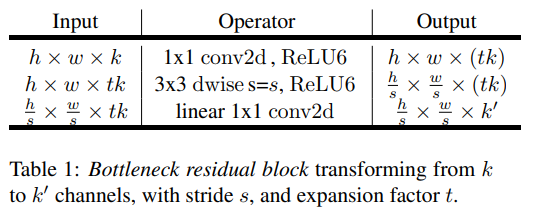 Input Operator Output
h × w × k 1x1 conv2d , ReLU6 h × w × (tk)
h × w × tk 3x3 dwise s=s, ReLU6 h/s × w/s × (tk)
h/s × w/s × tk linear 1x1 conv2d h/s × w/s × k′
Table 1: Bottleneck residual block transforming from k
to k′ channels, with stride s, and expansion factor t.